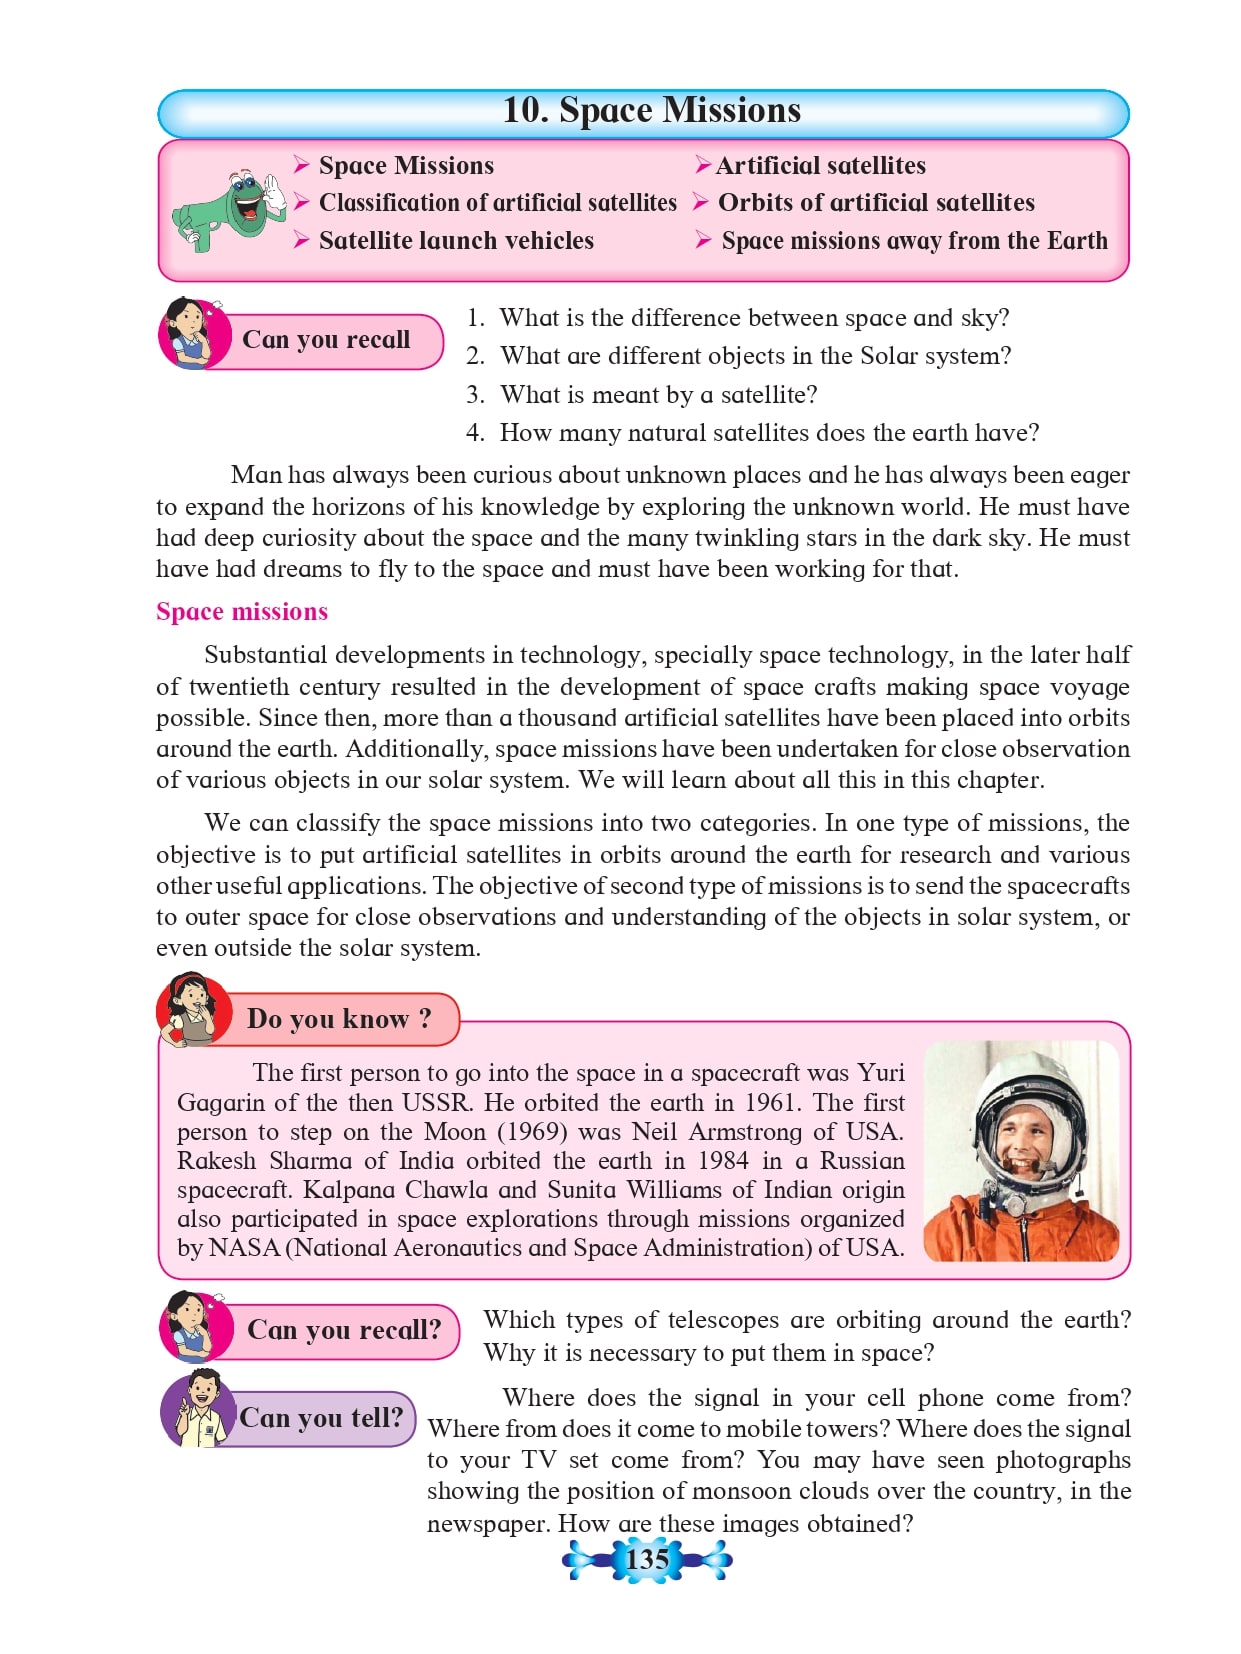 10. Space Missions
➢ Space Missions
➢ Artificial satellites
➢ Classification of artificial satellites
➢ Orbits of artificial satellites
➢ Satellite launch vehicles
➢ Space missions away from the Earth
Can you recall
1. What is the difference between space and sky?
2. What are different objects in the Solar system?
3. What is meant by a satellite?
4. How many natural satellites does the earth have?
Man has always been curious about unknown places and he has always been eager
to expand the horizons of his knowledge by exploring the unknown world. He must have
had deep curiosity about the space and the many twinkling stars in the dark sky. He must
have had dreams to fly to the space and must have been working for that.
Space missions
Substantial developments in technology, specially space technology, in the later half
of twentieth century resulted in the development of space crafts making space voyage
possible. Since then, more than a thousand artificial satellites have been placed into orbits
around the earth. Additionally, space missions have been undertaken for close observation
of various objects in our solar system. We will learn about all this in this chapter.
We can classify the space missions into two categories. In one type of missions, the
objective is to put artificial satellites in orbits around the earth for research and various
other useful applications. The objective of second type of missions is to send the spacecrafts
to outer space for close observations and understanding of the objects in solar system, or
even outside the solar system.
Do you know ?
The first person to go into the space in a spacecraft was Yuri
Gagarin of the then USSR. He orbited the earth in 1961. The first
person to step on the Moon (1969) was Neil Armstrong of USA.
Rakesh Sharma of India orbited the earth in 1984 in a Russian
spacecraft. Kalpana Chawla and Sunita Williams of Indian origin
also participated in space explorations through missions organized
by NASA (National Aeronautics and Space Administration) of USA.
Can you recall?
Which types of telescopes are orbiting around the earth?
Why it is necessary to put them in space?
Can you tell?
Where does the signal in your cell phone come from?
Where from does it come to mobile towers? Where does the signal
to your TV set come from? You may have seen photographs
showing the position of monsoon clouds over the country, in the
newspaper. How are these images obtained?
135